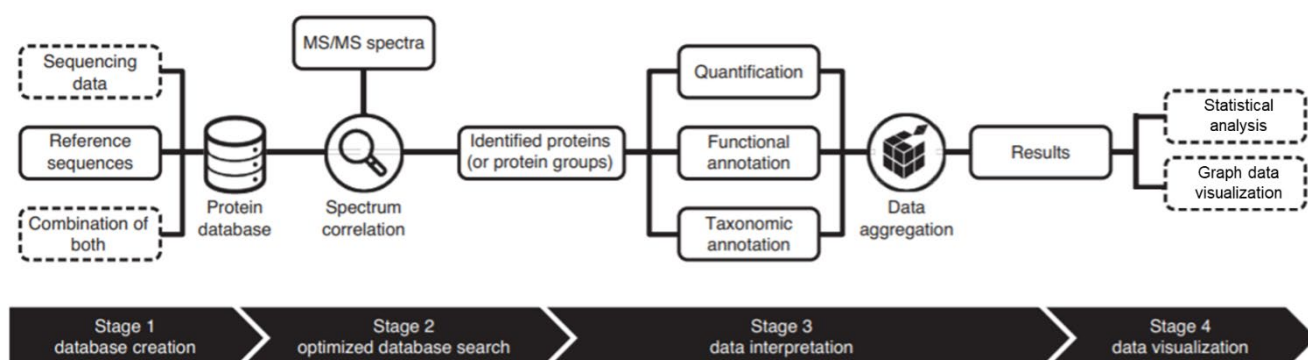 MS/MS spectra
Sequencing
data
Reference
sequences
Combination of
both
Protein
database
Spectrum
correlation
Identified proteins
(or protein groups)
Quantification
Functional
annotation
Taxonomic
annotation
Data
aggregation
Results
Statistical
analysis
Graph data
visualization
Stage 1
database creation
Stage 2
optimized database search
Stage 3
data interpretation
Stage 4
data visualization